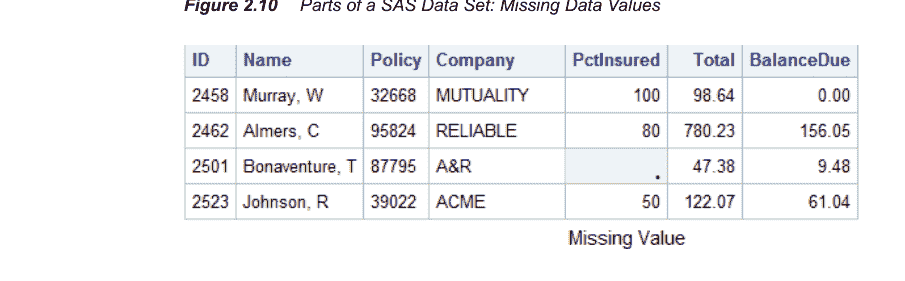 Figure 2.10 Parts of a SAS Data Set: Missing Data Values
ID Name Policy Company PctInsured Total BalanceDue
2458 Murray, W 32668 MUTUALITY 100 98.64 0.00
2462 Almers, C 95824 RELIABLE 80 780.23 156.05
2501 Bonaventure, T 87795 A&R . 47.38 9.48
2523 Johnson, R 39022 ACME 50 122.07 61.04
Missing Value